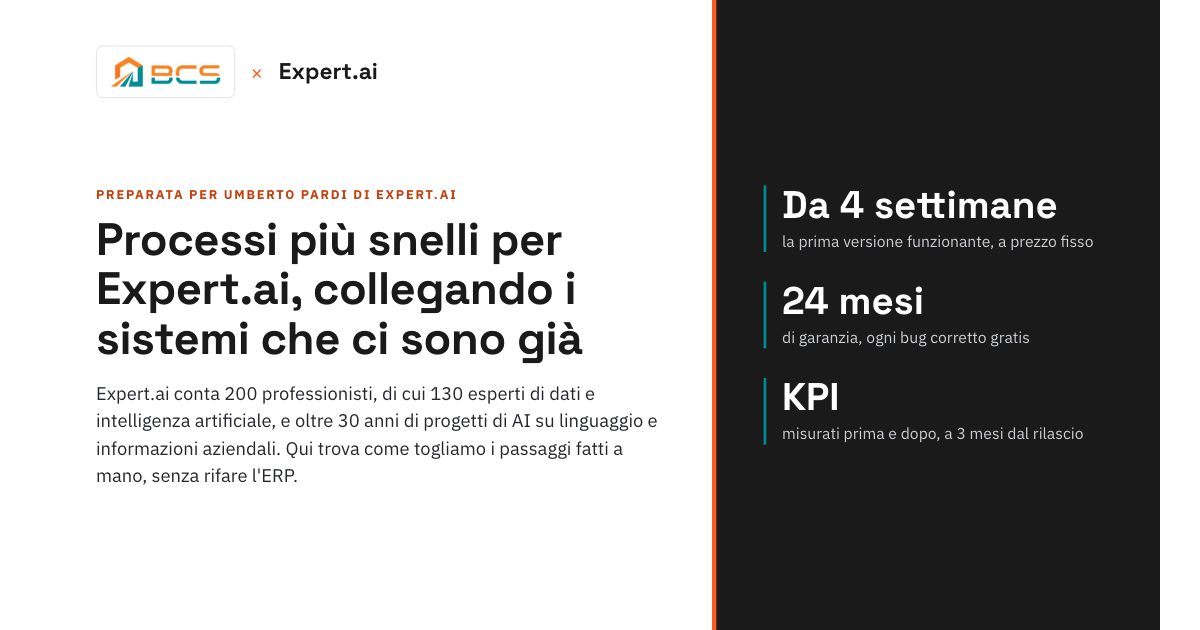 BCS × Expert.ai
PREPARATA PER UMBERTO PARDI DI EXPERT.AI
Processi più snelli per
Expert.ai, collegando i
sistemi che ci sono già
Expert.ai conta 200 professionisti, di cui 130 esperti di dati e
intelligenza artificiale, e oltre 30 anni di progetti di AI su linguaggio e
informazioni aziendali. Qui trova come togliamo i passaggi fatti a
mano, senza rifare l'ERP.
Da 4 settimane
la prima versione funzionante, a prezzo fisso
24 mesi
di garanzia, ogni bug corretto gratis
KPI
misurati prima e dopo, a 3 mesi dal rilascio